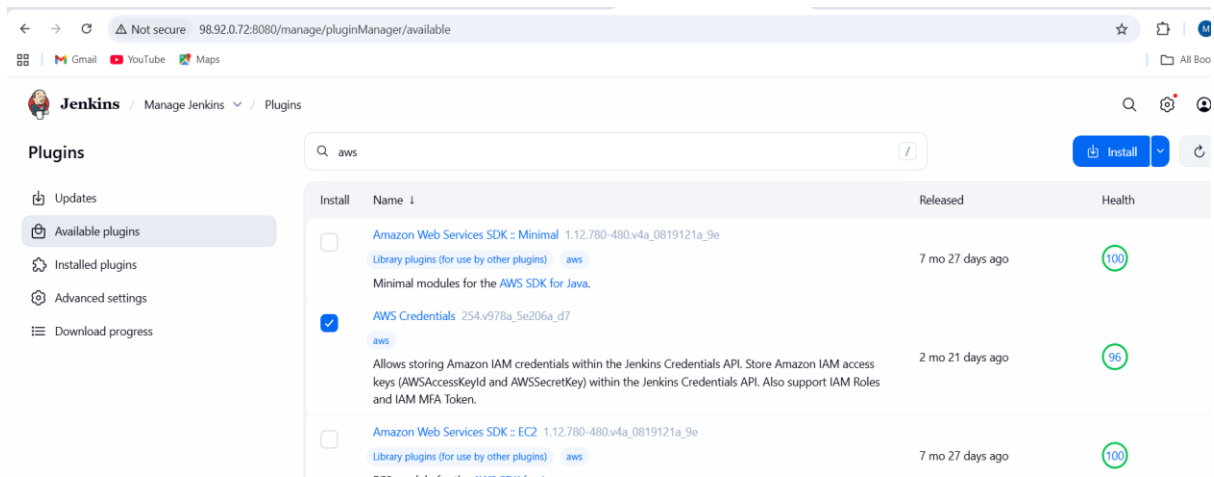 Not secure 98.92.0.72:8080/manage/pluginManager/available
M Gmail YouTube Maps All Boo
Jenkins / Manage Jenkins / Plugins
Plugins
aws /
Install
Updates
Available plugins
Installed plugins
Advanced settings
Download progress
Install Name ↓ Released Health
Amazon Web Services SDK :: Minimal 1.12.780-480.v4a_0819121a_9e
Library plugins (for use by other plugins) aws
7 mo 27 days ago 100
Minimal modules for the AWS SDK for Java.
AWS Credentials 254.v978a_5e206a_d7
aws
Allows storing Amazon IAM credentials within the Jenkins Credentials API. Store Amazon IAM access
keys (AWSAccessKeyId and AWSSecretKey) within the Jenkins Credentials API. Also support IAM Roles
and IAM MFA Token.
2 mo 21 days ago 96
Amazon Web Services SDK :: EC2 1.12.780-480.v4a_0819121a_9e
Library plugins (for use by other plugins) aws
7 mo 27 days ago 100